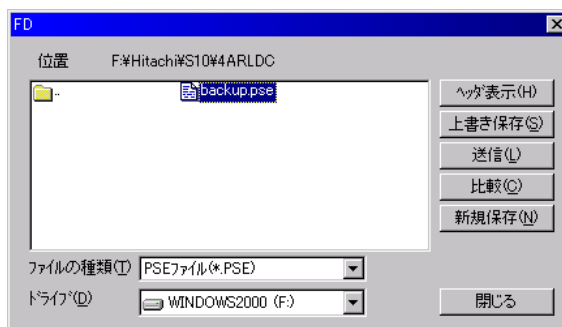 FD
位置 F:¥Hitachi¥S10¥4ARLDC
..
backup.pse
ﾍｯﾀﾞ表示(H)
上書き保存(S)
送信(L)
比較(C)
新規保存(N)
ファイルの種類(T) PSEファイル(*.PSE)
ﾄﾞﾗｲﾌﾞ(D) WINDOWS2000 (F:)
閉じる